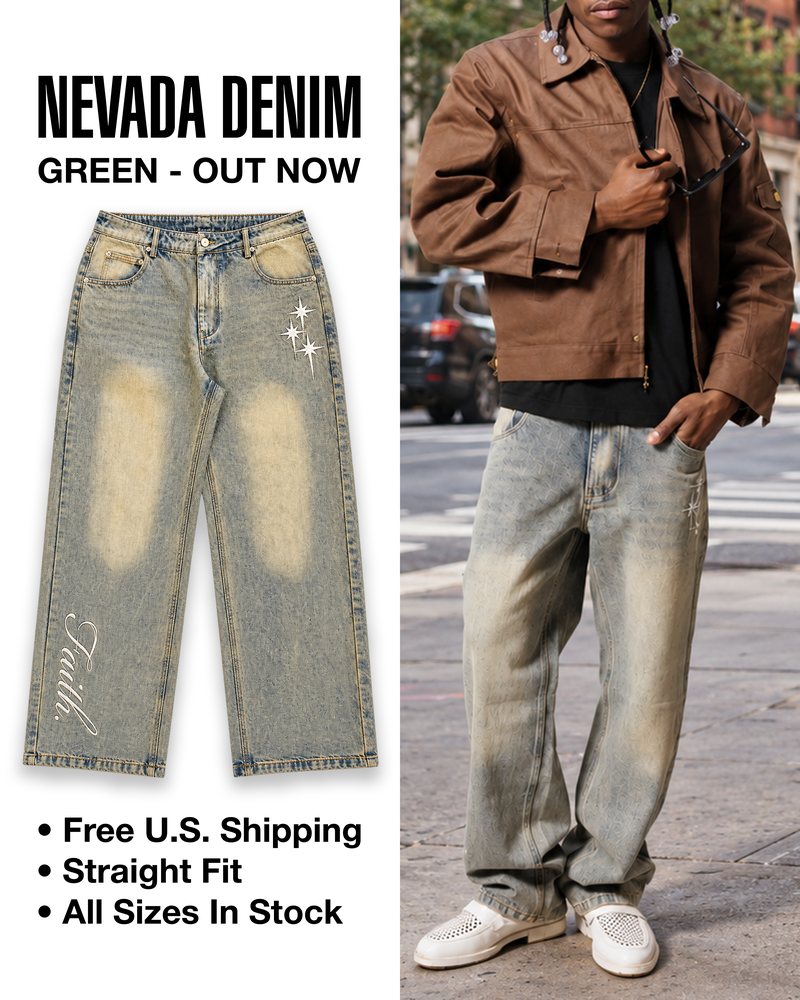 NEVADA DENIM
GREEN - OUT NOW
Faith.
• Free U.S. Shipping
• Straight Fit
• All Sizes In Stock